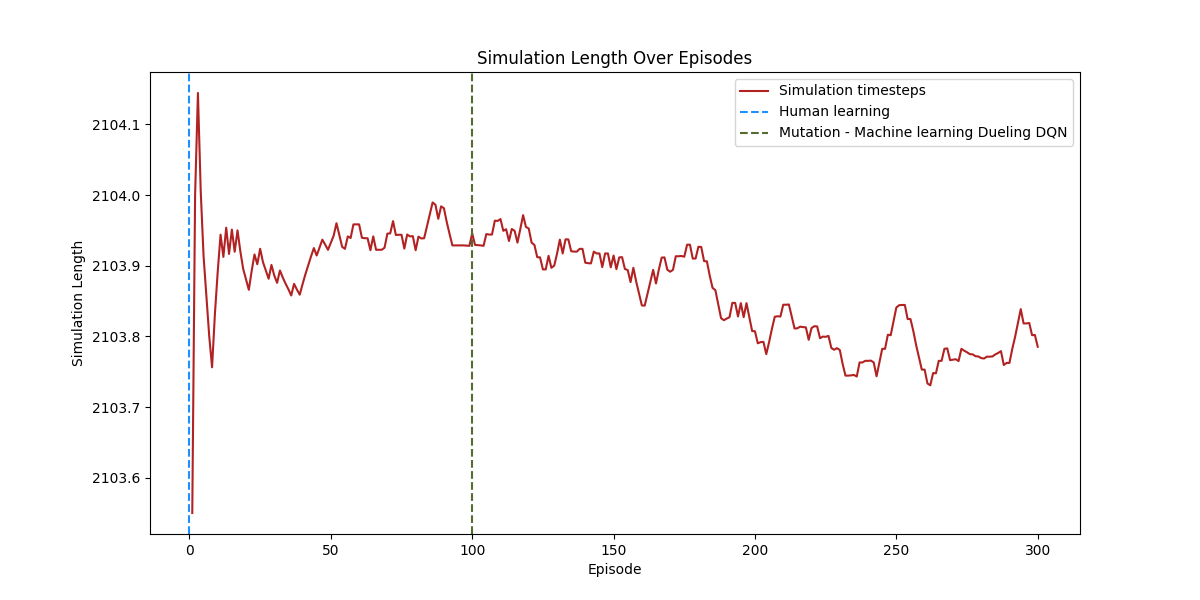 Simulation Length Over Episodes
Simulation timesteps
Human learning
Mutation - Machine learning Dueling DQN
Simulation Length
2104.1
2104.0
2103.9
2103.8
2103.7
2103.6
0 50 100 150 200 250 300
Episode